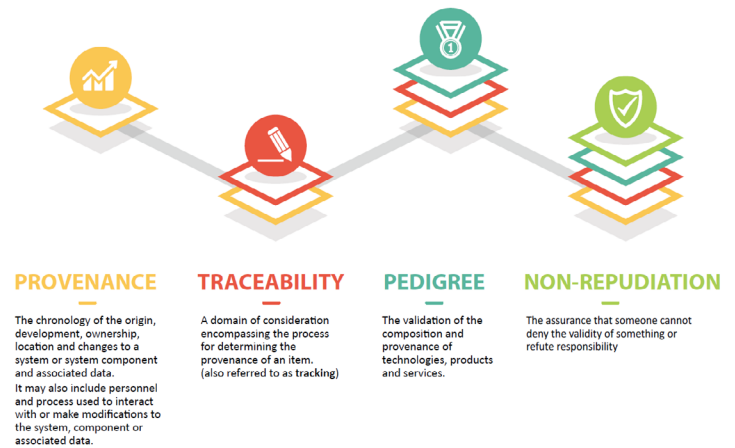 1
PROVENANCE
The chronology of the origin,
development, ownership,
location and changes to a
system or system component
and associated data.
It may also include personnel
and process used to interact
with or make modifications to
the system, component or
associated data.
TRACEABILITY
A domain of consideration
encompassing the process
for determining the
provenance of an item.
(also referred to as tracking)
PEDIGREE
The validation of the
composition and
provenance of
technologies, products
and services.
NON-REPUDIATION
The assurance that someone cannot
deny the validity of something or
refute responsibility